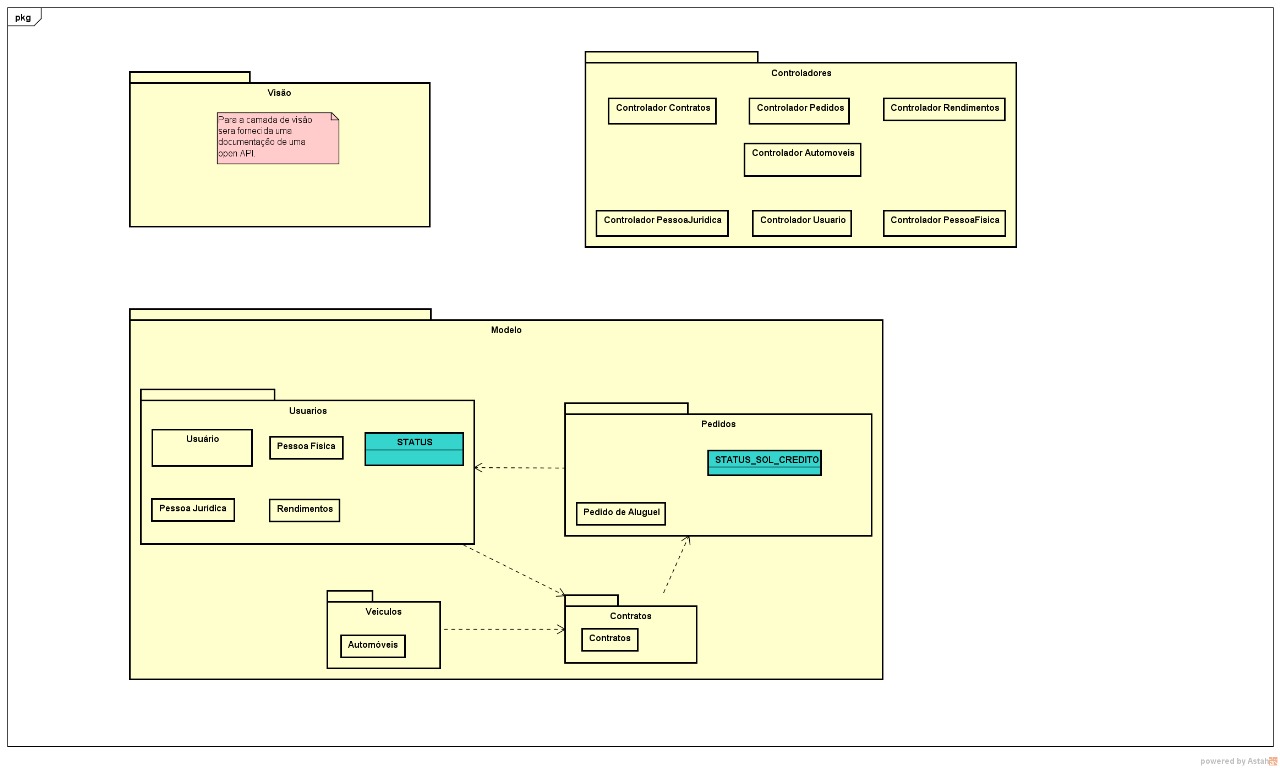 pkg
Visão
Para a camada de visão
sera fornecida uma
documentação de uma
open API.
Controladores
Controlador Contratos
Controlador Pedidos
Controlador Rendimentos
Controlador Automoveis
Controlador PessoaJuridica
Controlador Usuario
Controlador PessoaFisica
Modelo
Usuarios
Usuário
Pessoa Fisica
STATUS
Pessoa Juridica
Rendimentos
Pedidos
STATUS_SOL_CREDITO
Pedido de Aluguel
Veiculos
Automóveis
Contratos
Contratos
powered by Astah